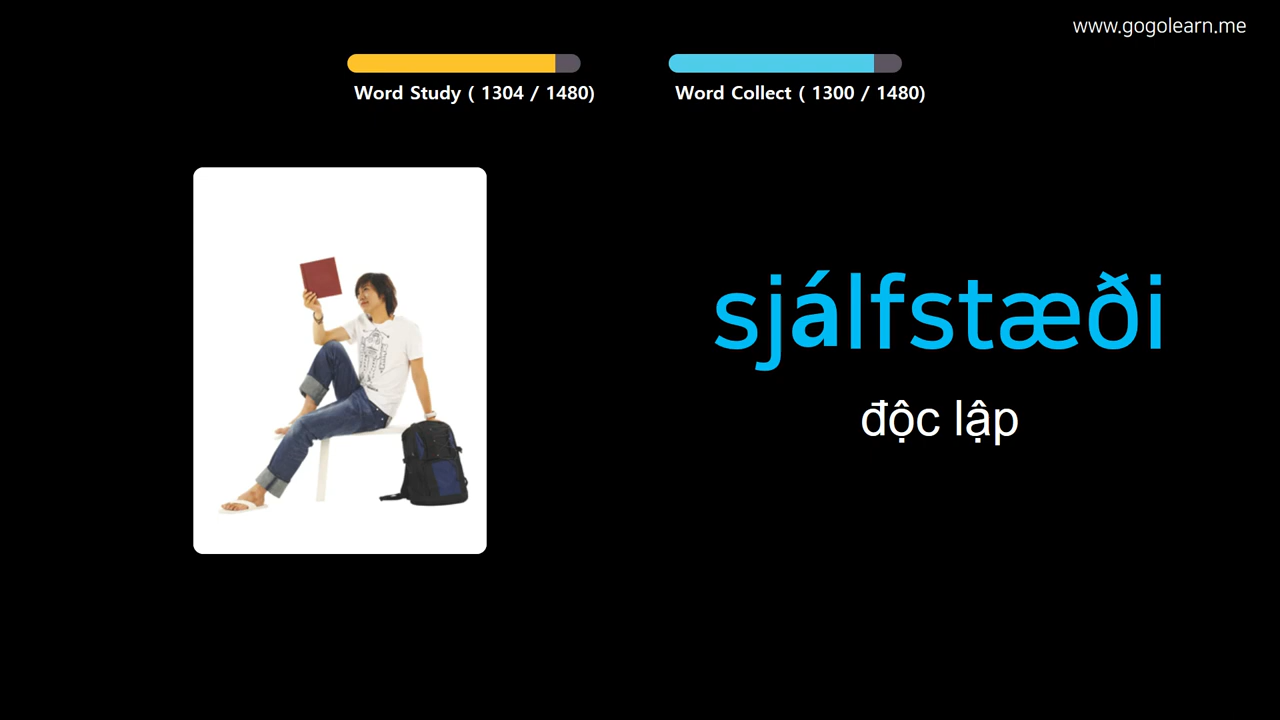 www.gogolearn.me
Word Study ( 1304 / 1480)
Word Collect ( 1300 / 1480)
sjálfstæði
độc lập